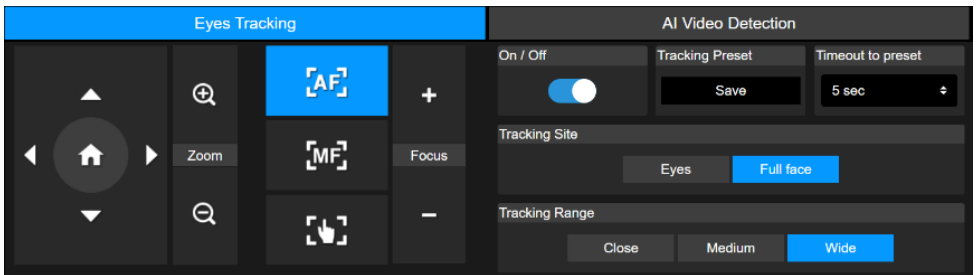 Eyes Tracking
AI Video Detection
On / Off
Tracking Preset
Timeout to preset
AF
Save
5 sec
+
Tracking Site
Zoom
MF
Focus
Eyes
Full face
−
Tracking Range
Close
Medium
Wide